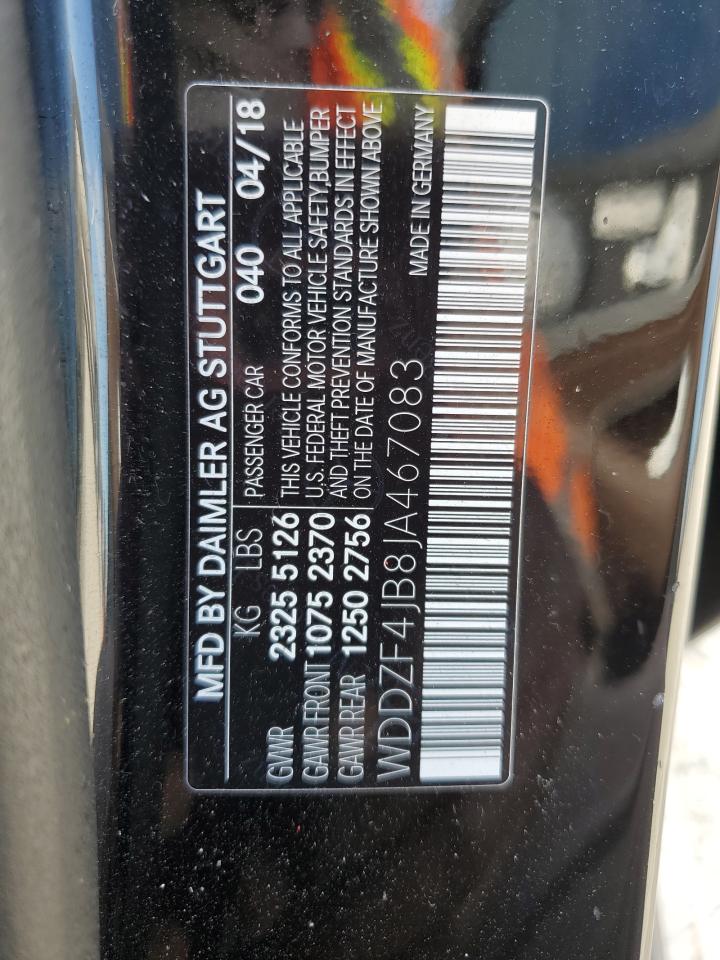 MFD BY DAIMLER AG STUTTGART
KG LBS PASSENGER CAR 040 04/18
GVWR 2325 5126 THIS VEHICLE CONFORMS TO ALL APPLICABLE
GAWR FRONT 1075 2370 U.S. FEDERAL MOTOR VEHICLE SAFETY, BUMPER
AND THEFT PREVENTION STANDARDS IN EFFECT
GAWR REAR 1250 2756 ON THE DATE OF MANUFACTURE SHOWN ABOVE
WDDZF4JB8JA467083 MADE IN GERMANY